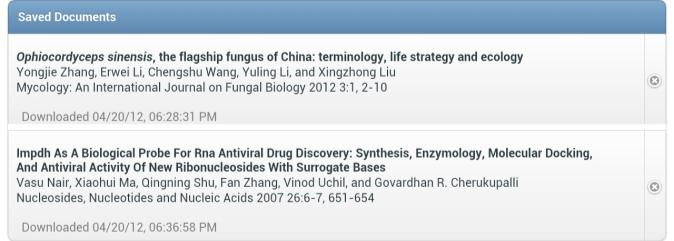 Saved Documents
Ophiocordyceps sinensis, the flagship fungus of China: terminology, life strategy and ecology
Yongjie Zhang, Erwei Li, Chengshu Wang, Yuling Li, and Xingzhong Liu
Mycology: An International Journal on Fungal Biology 2012 3:1, 2-10
Downloaded 04/20/12, 06:28:31 PM
Impdh As A Biological Probe For Rna Antiviral Drug Discovery: Synthesis, Enzymology, Molecular Docking,
And Antiviral Activity Of New Ribonucleosides With Surrogate Bases
Vasu Nair, Xiaohui Ma, Qingning Shu, Fan Zhang, Vinod Uchil, and Govardhan R. Cherukupalli
Nucleosides, Nucleotides and Nucleic Acids 2007 26:6-7, 651-654
Downloaded 04/20/12, 06:36:58 PM